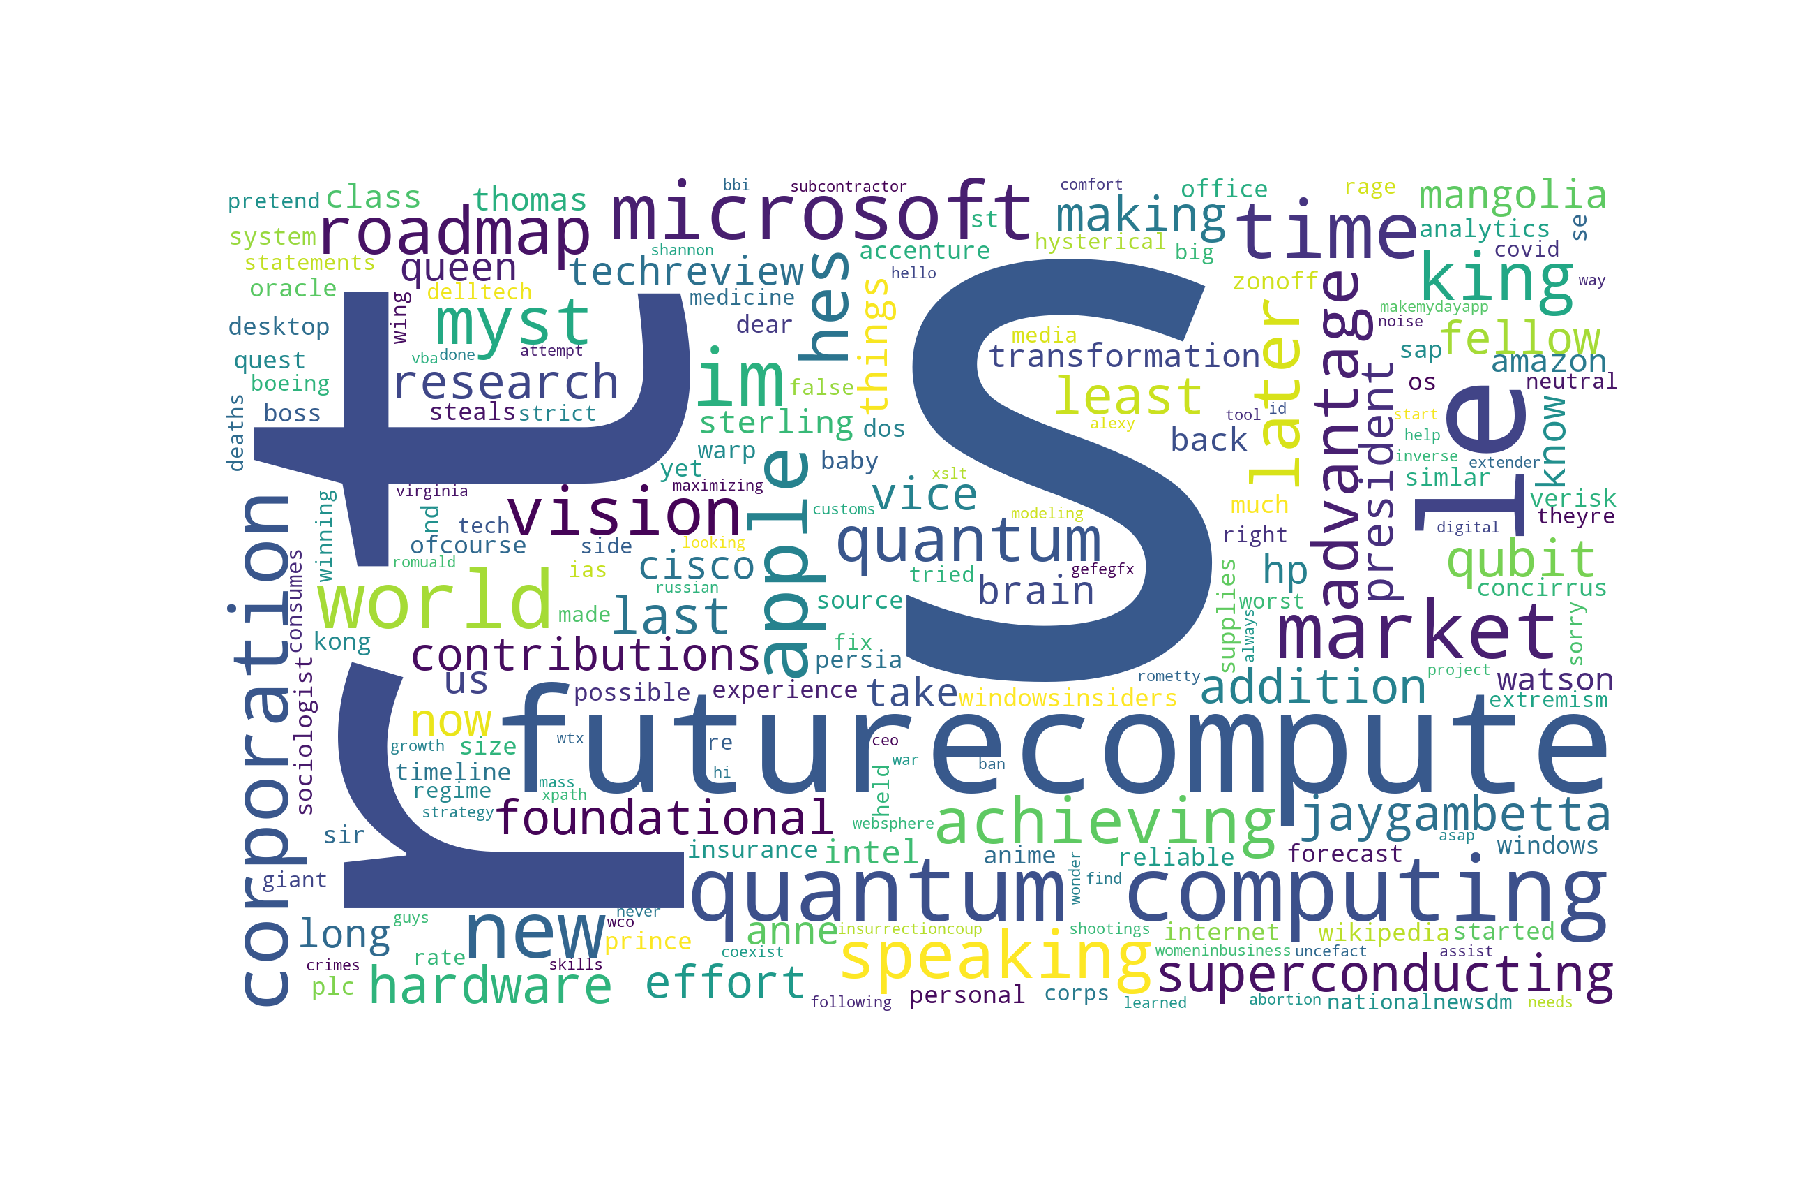 pretend
class
thomas
bbi
subcontractor
comfort
office
rage
mangolia
roadmap
microsoft
st
making
time
analytics
se
system
queen
shannon
techreview
hes
accenture
hysterical
big
covid
statements
oracle
delltech
medicine
hello
zonoff
king
way
desktop
wing
myst
dear
things
media
later
advantage
makemydayapp
noise
fellow
quest
vba
done
attempt
im
false
transformation
president
sap
amazon
boeing
research
least
os
neutral
boss
steals
strict
sterling
dos
alexy
back
tool
id
start
le
know
deaths
rt
s
warp
baby
help
inverse
extender
yet
maximizing
apple
vice
xslt
simlar
virginia
vision
customs
modeling
much
verisk
theyre
corporation
winning
nd
tech
ofcourse
side
looking
cisco
quantum
right
digital
qubit
consumes
romuald
ias
russian
tried
gefegfx
brain
hp
concirrus
world
made
last
source
supplies
worst
market
sorry
kong
contributions
fix
persia
always
sociologist
us
possible
experience
take
windowsinsiders
rometty
addition
project
watson
extremism
now
futurecompute
growth
size
wtx
re
ceo
timeline
hi
war
ban
regime
mass
xpath
held
strategy
foundational
websphere
achieving
jaygambetta
sir
insurance
intel
anime
reliable
forecast
asap
windows
giant
quantum
wonder
find
computing
guys
long
new
never
wco
prince
anne
insurrectioncoup
shootings
internet
wikipedia
started
rate
coexist
speaking
womeninbusiness
uncefact
assist
crimes
skills
plc
hardware
effort
following
personal
corps
learned
superconducting
abortion
nationalnewsdm
needs